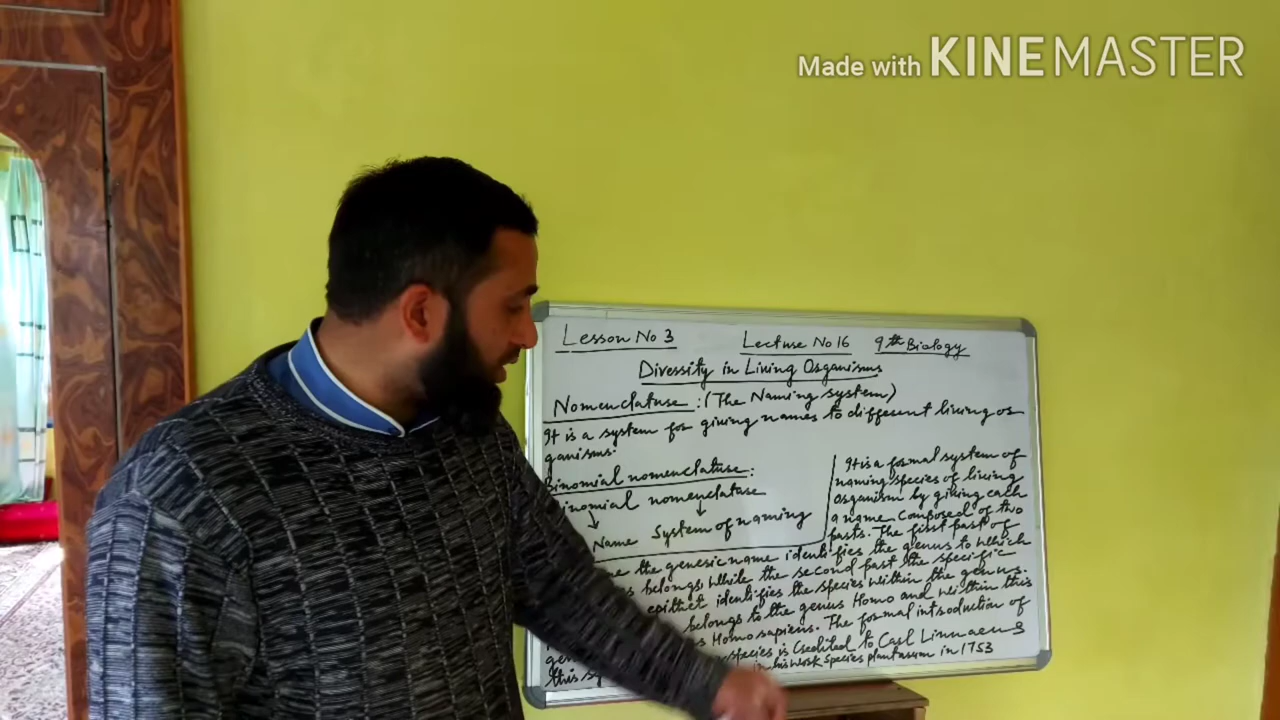 Made with KINEMASTER
Lesson No 3 Lecture No 16 9th Biology
Diversity in Living Organisms
Nomenclature : (The Naming system)
It is a system for giving names to different living or
ganisms.
Binomial nomenclature:
nomial nomenclature
Name System of naming
It is a formal system of
naming species of living
organism by giving each
a name composed of two
parts. The first part of
the generic name identifies the genus to which
belongs while the second part the specific
epithet identifies the species within the genus.
belongs to the genus Homo and within this
Homo sapiens. The formal introduction of
species is credited to Carl Linnaeus
this in his work Species plantarum in 1753